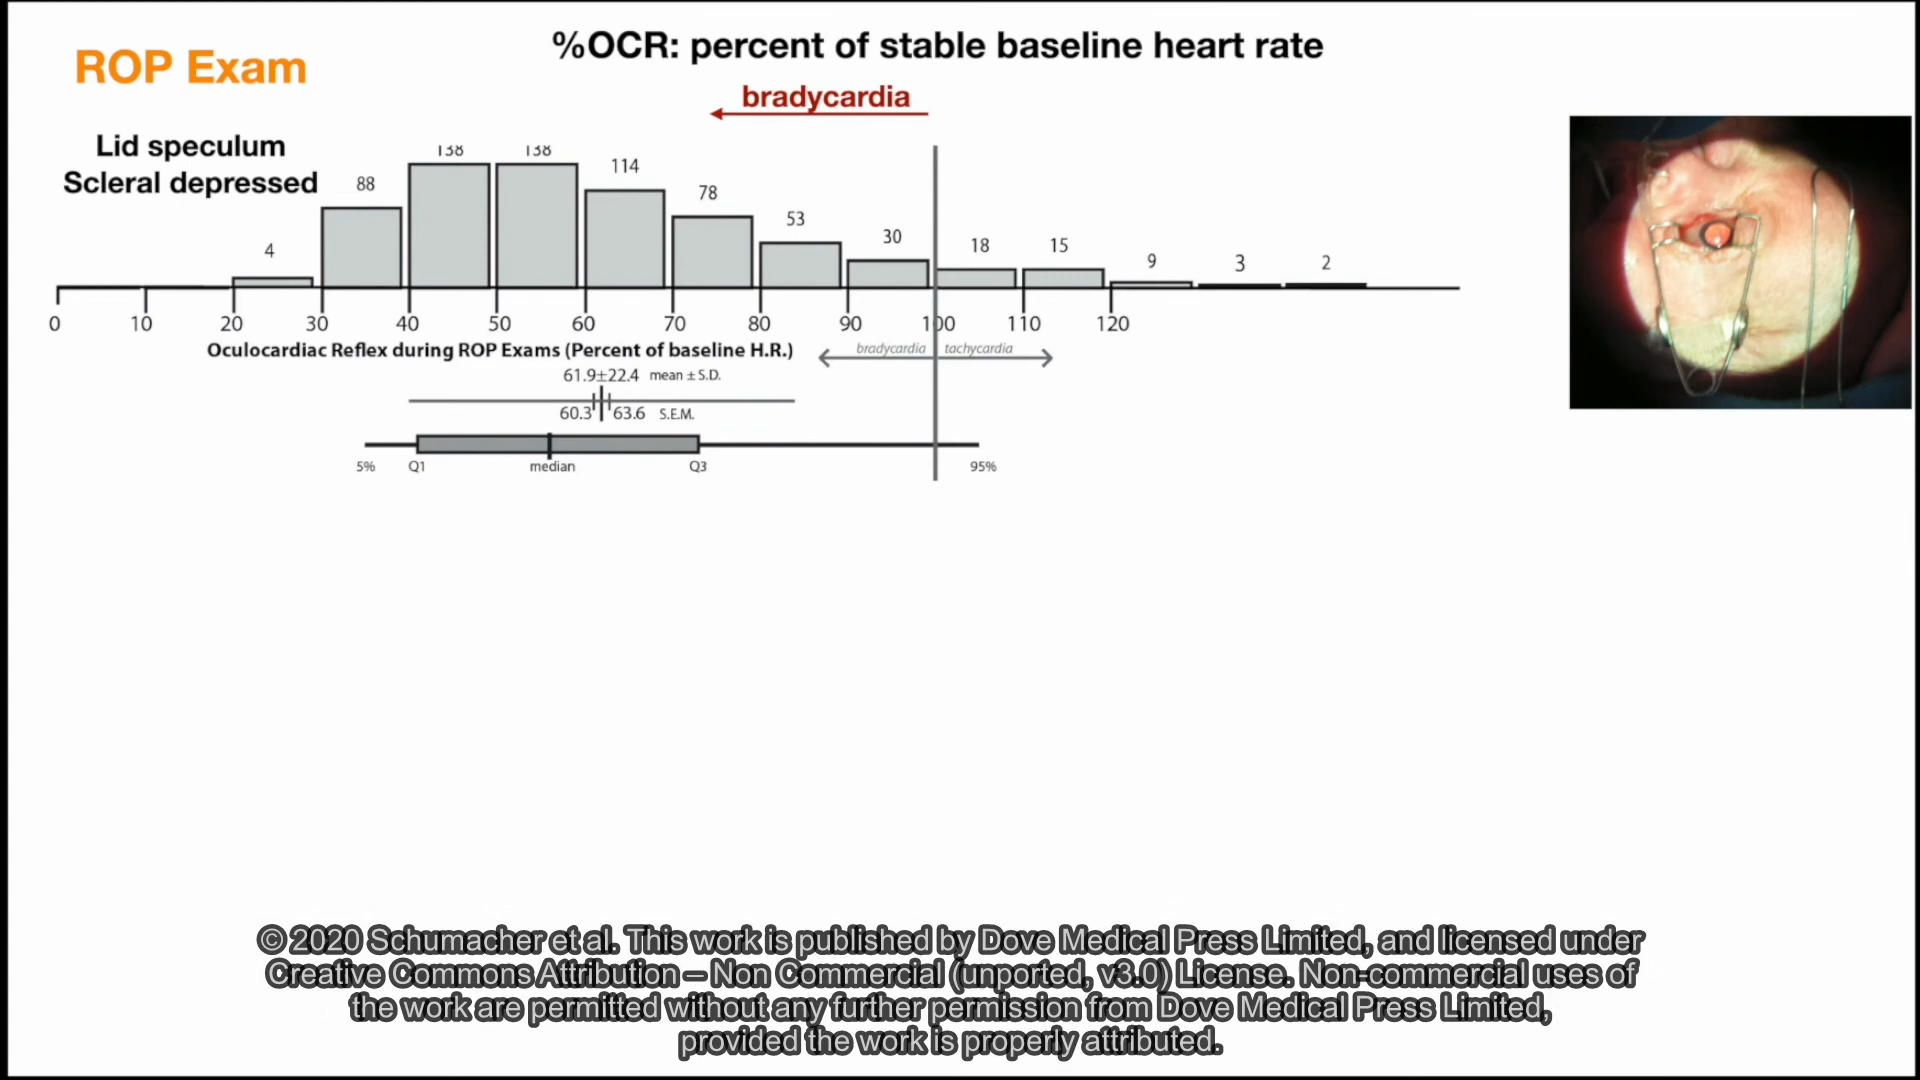 %OCR: percent of stable baseline heart rate
ROP Exam
bradycardia
Lid speculum
Scleral depressed
4
88
138
138
114
78
53
30
18
15
9
3
2
0 10 20 30 40 50 60 70 80 90 100 110 120
Oculocardiac Reflex during ROP Exams (Percent of baseline H.R.)
bradycardia tachycardia
61.9±22.4 mean ± S.D.
60.3 63.6 S.E.M.
5% Q1 median Q3 95%
© 2020 Schumacher et al. This work is published by Dove Medical Press Limited, and licensed under
Creative Commons Attribution – Non Commercial (unported, v3.0) License. Non-commercial uses of
the work are permitted without any further permission from Dove Medical Press Limited,
provided the work is properly attributed.